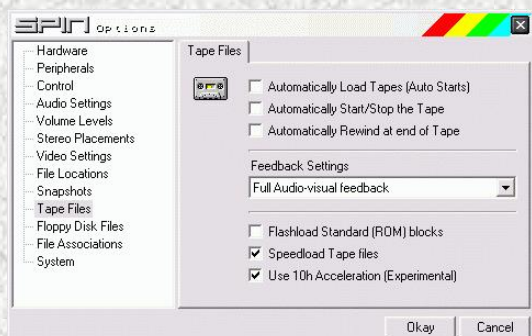 SPIN Options
Hardware
Peripherals
Control
Audio Settings
Volume Levels
Stereo Placements
Video Settings
File Locations
Snapshots
Tape Files
Floppy Disk Files
File Associations
System
Tape Files
Automatically Load Tapes (Auto Starts)
Automatically Start/Stop the Tape
Automatically Rewind at end of Tape
Feedback Settings
Full Audio-visual feedback
Flashload Standard (ROM) blocks
Speedload Tape files
Use 10h Acceleration (Experimental)
Okay
Cancel